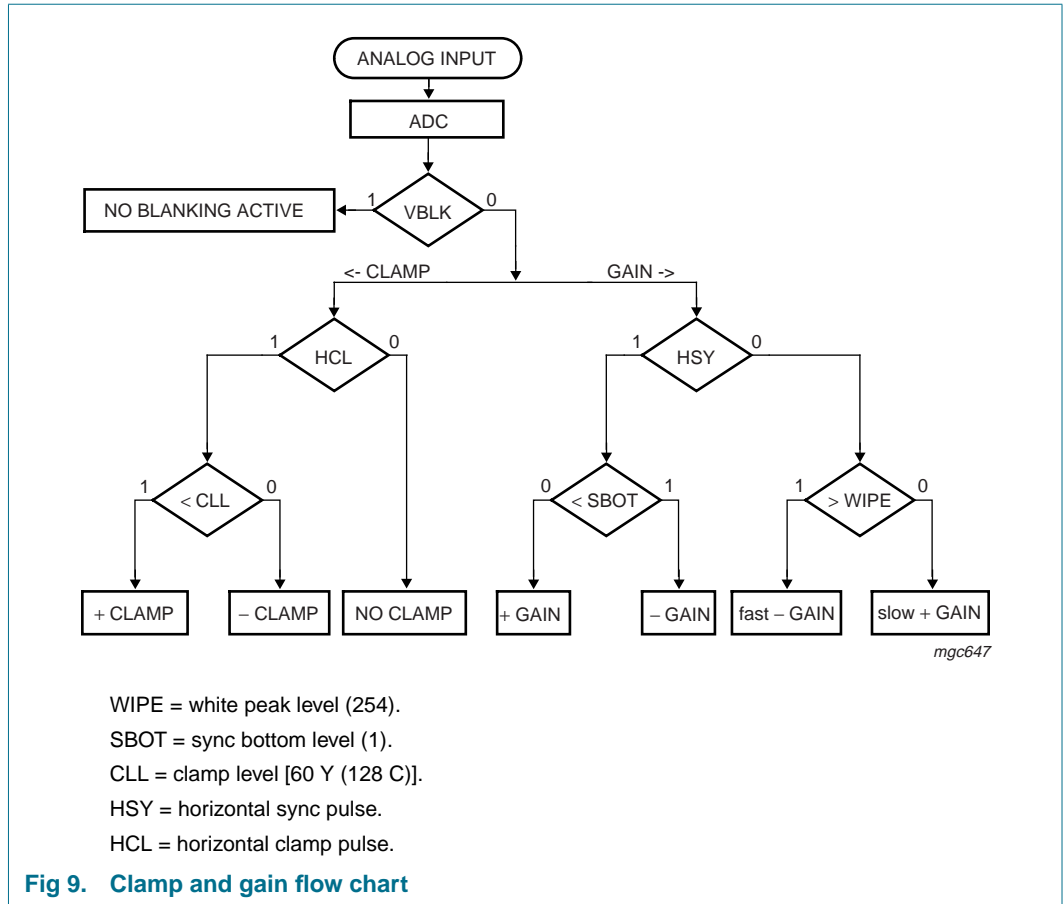 ANALOG INPUT
ADC
1 VBLK 0
NO BLANKING ACTIVE
<- CLAMP GAIN ->
1 HCL 0
1 HSY 0
1 < CLL 0
0 < SBOT 1
1 > WIPE 0
+ CLAMP
− CLAMP
NO CLAMP
+ GAIN
− GAIN
fast − GAIN
slow + GAIN
mgc647
WIPE = white peak level (254).
SBOT = sync bottom level (1).
CLL = clamp level [60 Y (128 C)].
HSY = horizontal sync pulse.
HCL = horizontal clamp pulse.
Fig 9. Clamp and gain flow chart